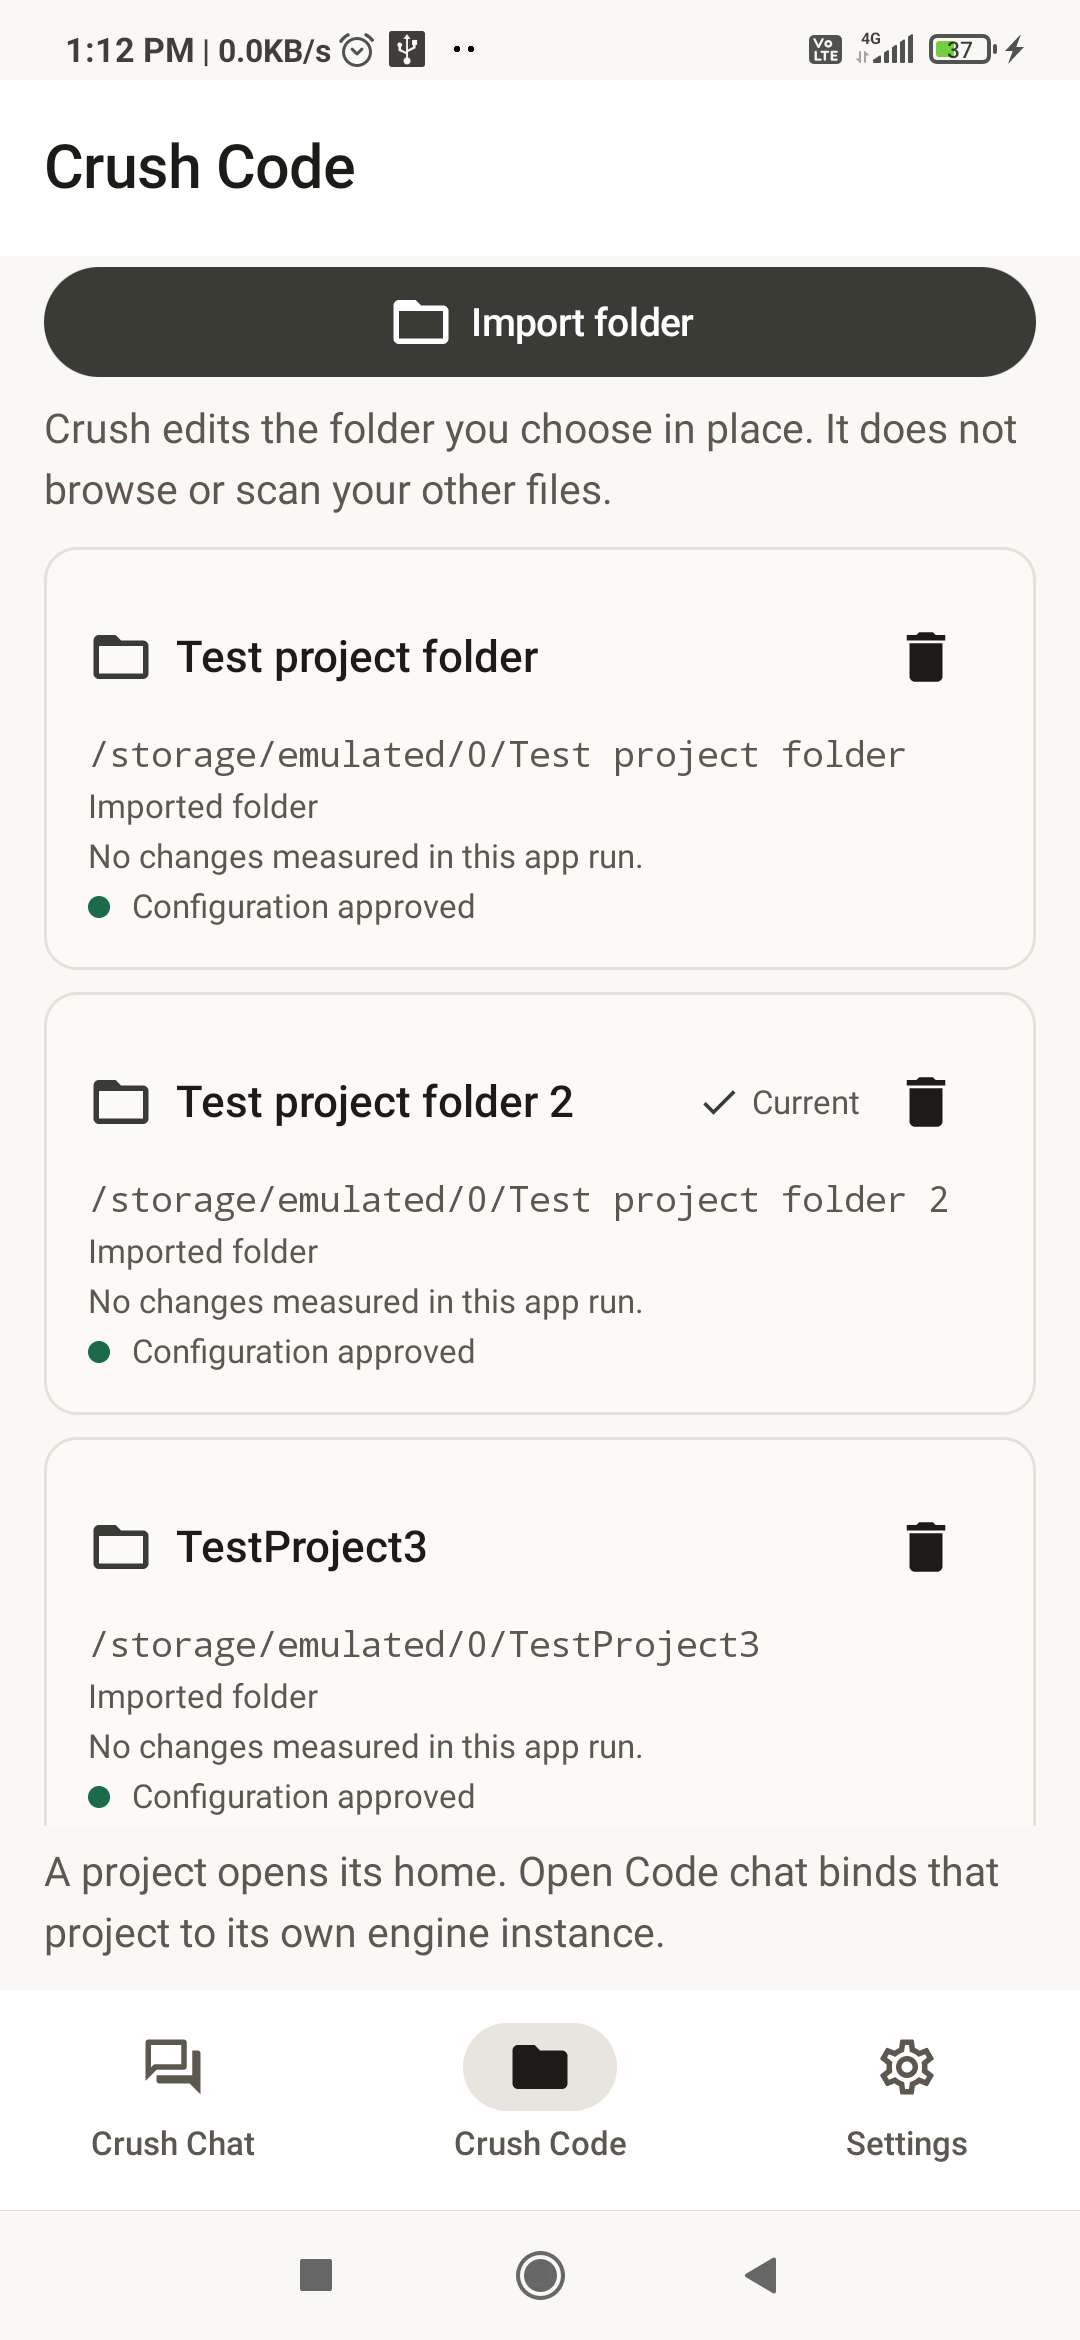 1:12 PM | 0.0KB/s
Vo LTE 4G 37
Crush Code
Import folder
Crush edits the folder you choose in place. It does not
browse or scan your other files.
Test project folder
/storage/emulated/0/Test project folder
Imported folder
No changes measured in this app run.
Configuration approved
Test project folder 2 Current
/storage/emulated/0/Test project folder 2
Imported folder
No changes measured in this app run.
Configuration approved
TestProject3
/storage/emulated/0/TestProject3
Imported folder
No changes measured in this app run.
Configuration approved
A project opens its home. Open Code chat binds that
project to its own engine instance.
Crush Chat Crush Code Settings